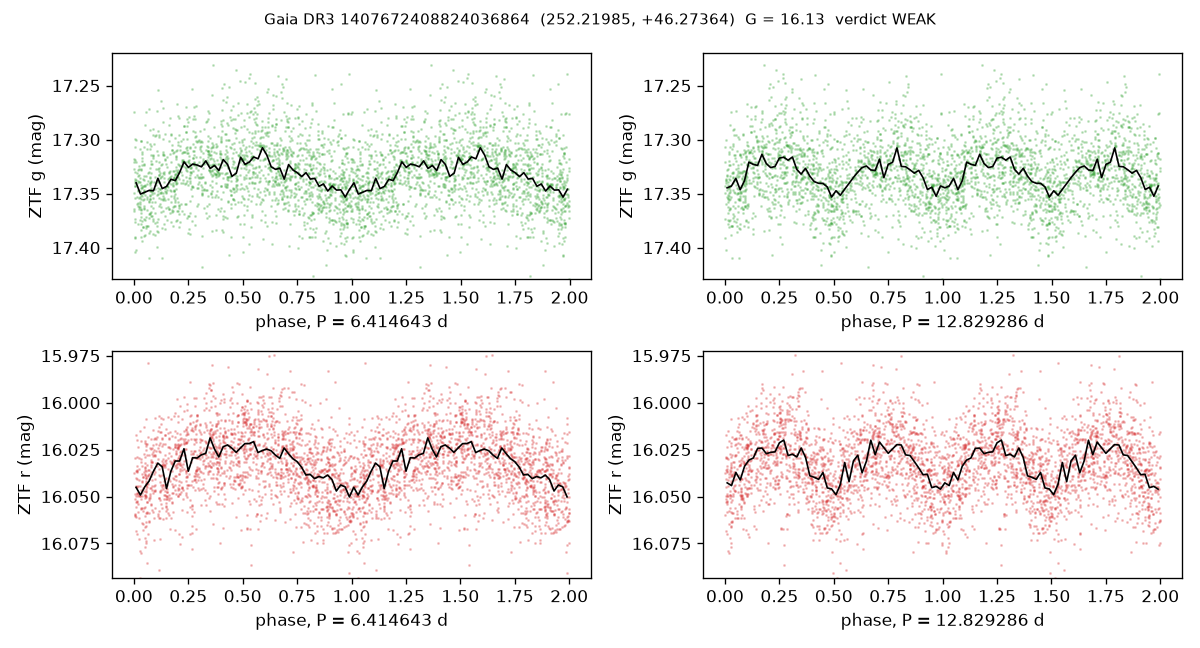 Gaia DR3 1407672408824036864 (252.21985, +46.27364) G = 16.13 verdict WEAK
ZTF g (mag)
17.25
17.30
17.35
17.40
0.00 0.25 0.50 0.75 1.00 1.25 1.50 1.75 2.00
phase, P = 6.414643 d
ZTF g (mag)
17.25
17.30
17.35
17.40
0.00 0.25 0.50 0.75 1.00 1.25 1.50 1.75 2.00
phase, P = 12.829286 d
ZTF r (mag)
15.975
16.000
16.025
16.050
16.075
0.00 0.25 0.50 0.75 1.00 1.25 1.50 1.75 2.00
phase, P = 6.414643 d
ZTF r (mag)
15.975
16.000
16.025
16.050
16.075
0.00 0.25 0.50 0.75 1.00 1.25 1.50 1.75 2.00
phase, P = 12.829286 d